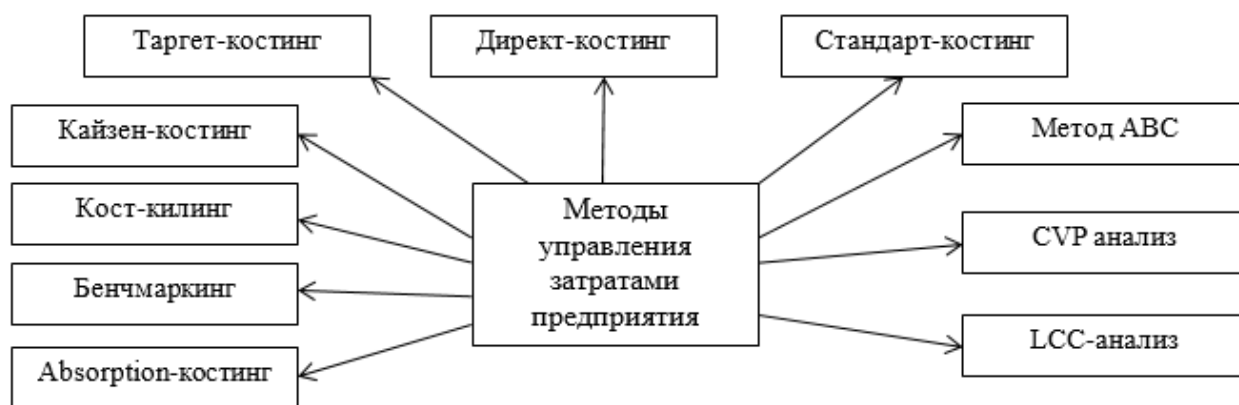 Таргет-костинг
Директ-костинг
Стандарт-костинг
Кайзен-костинг
Метод ABC
Кост-килинг
Методы
управления
затратами
предприятия
CVP анализ
Бенчмаркинг
LCC-анализ
Absorption-костинг